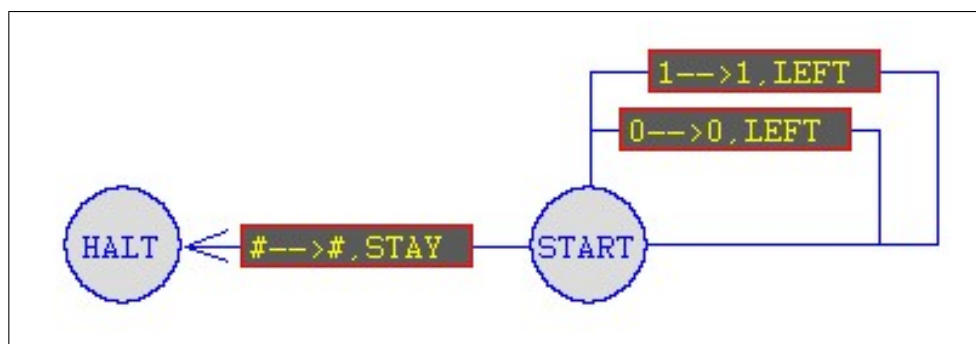 1-->1,LEFT
0-->0,LEFT
HALT
#-->#,STAY
START